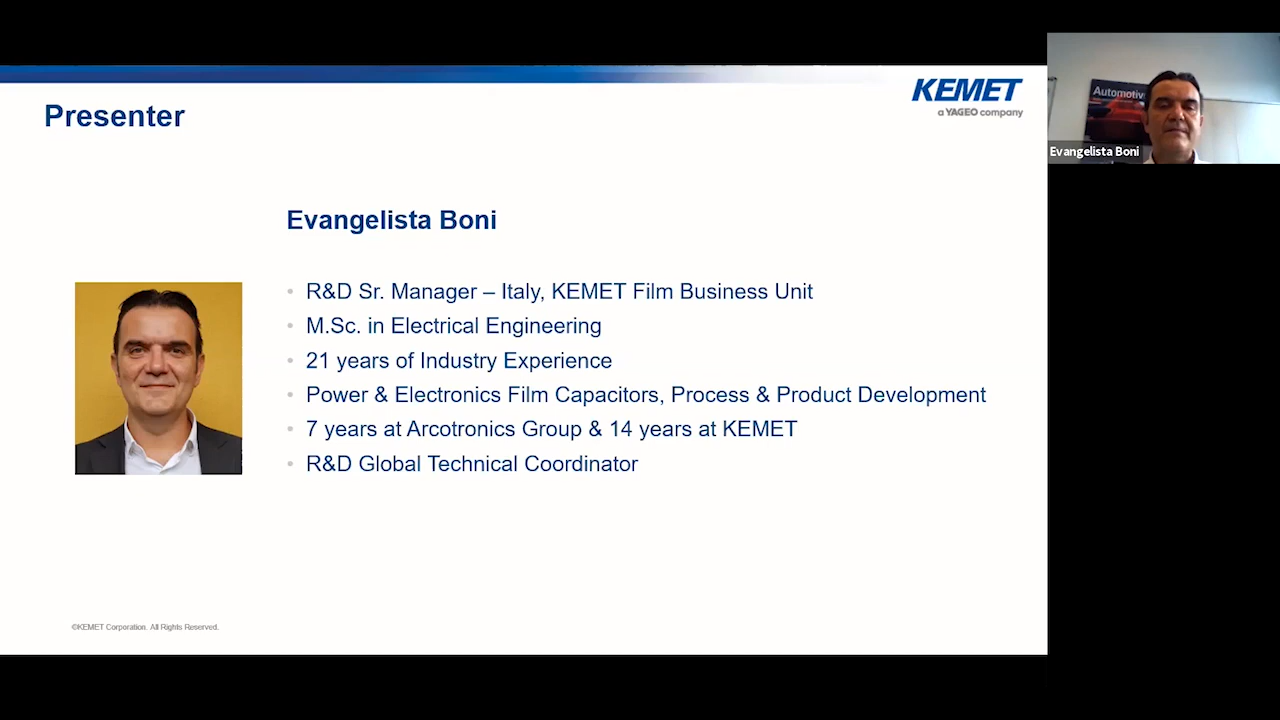 Presenter
KEMET
a YAGEO company
Automotiv
Evangelista Boni
Evangelista Boni
R&D Sr. Manager – Italy, KEMET Film Business Unit
M.Sc. in Electrical Engineering
21 years of Industry Experience
Power & Electronics Film Capacitors, Process & Product Development
7 years at Arcotronics Group & 14 years at KEMET
R&D Global Technical Coordinator
©KEMET Corporation. All Rights Reserved.